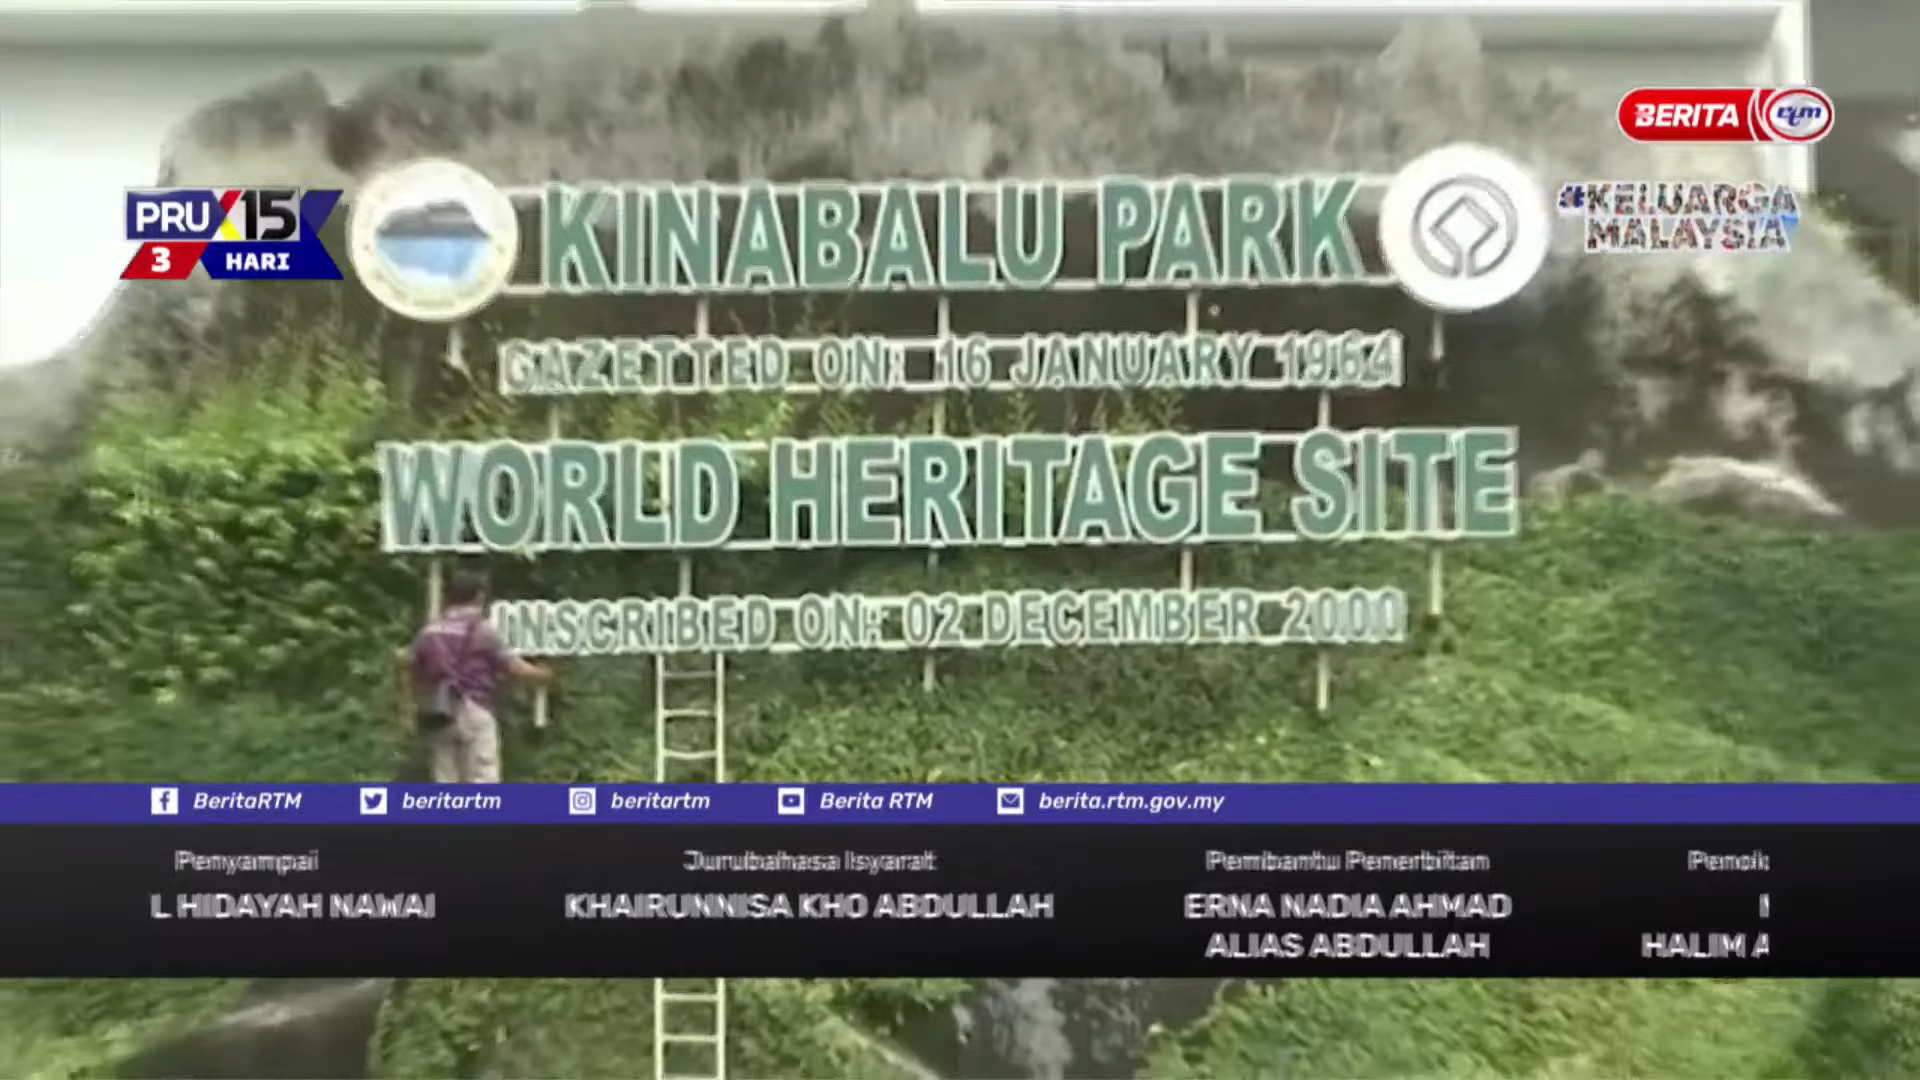 BERITA rtm
PRU 15
3 HARI
#KELUARGA
MALAYSIA
KINABALU PARK
GAZETTED ON: 16 JANUARY 1964
WORLD HERITAGE SITE
INSCRIBED ON: 02 DECEMBER 2000
BeritaRTM beritartm beritartm Berita RTM berita.rtm.gov.my
Penyampai
L HIDAYAH NAWAI
Jurubahasa Isyarat
KHAIRUNNISA KHO ABDULLAH
Pembantu Penerbitan
ERNA NADIA AHMAD
ALIAS ABDULLAH
HALIM A